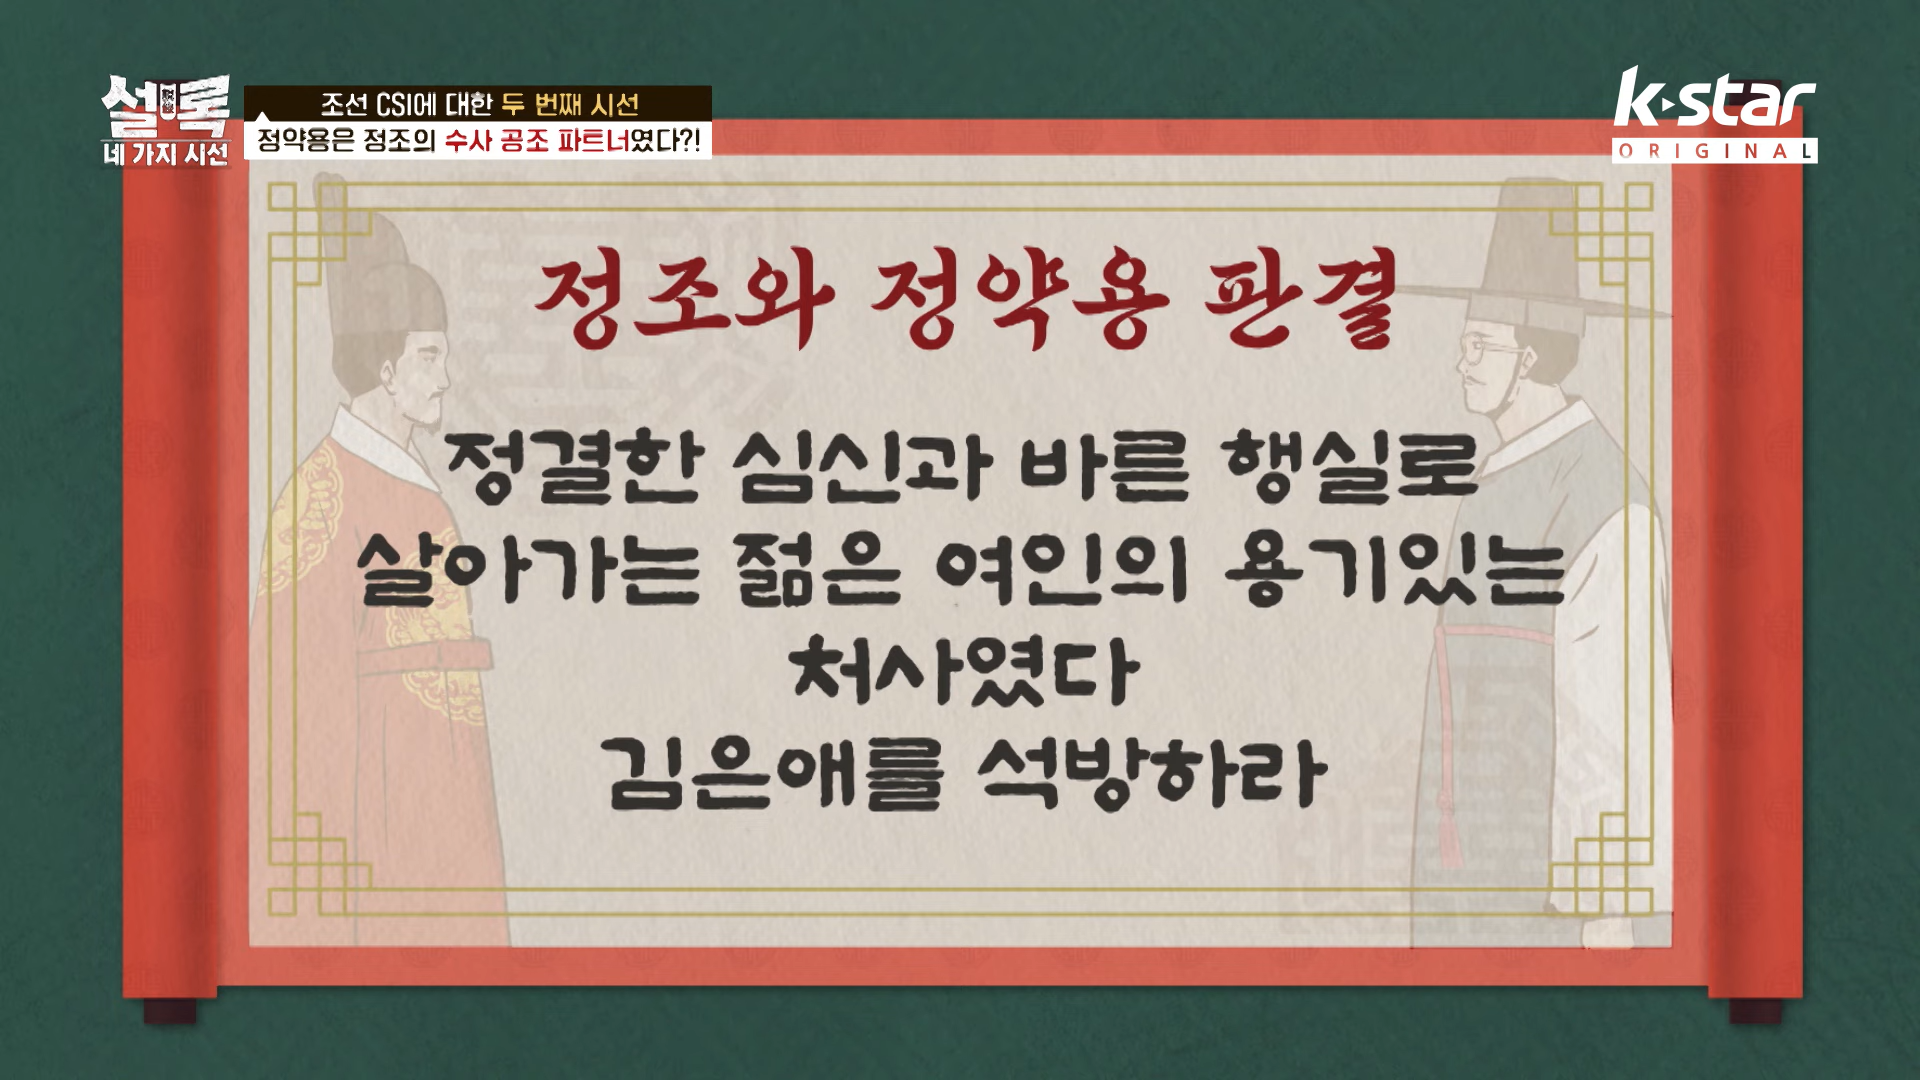 설록
네 가지 시선
조선 CSI에 대한 두 번째 시선
정약용은 정조의 수사 공조 파트너였다?!
k-star
ORIGINAL
정조와 정약용 판결
정결한 심신과 바른 행실로
살아가는 젊은 여인의 용기있는
처사였다
김은애를 석방하라